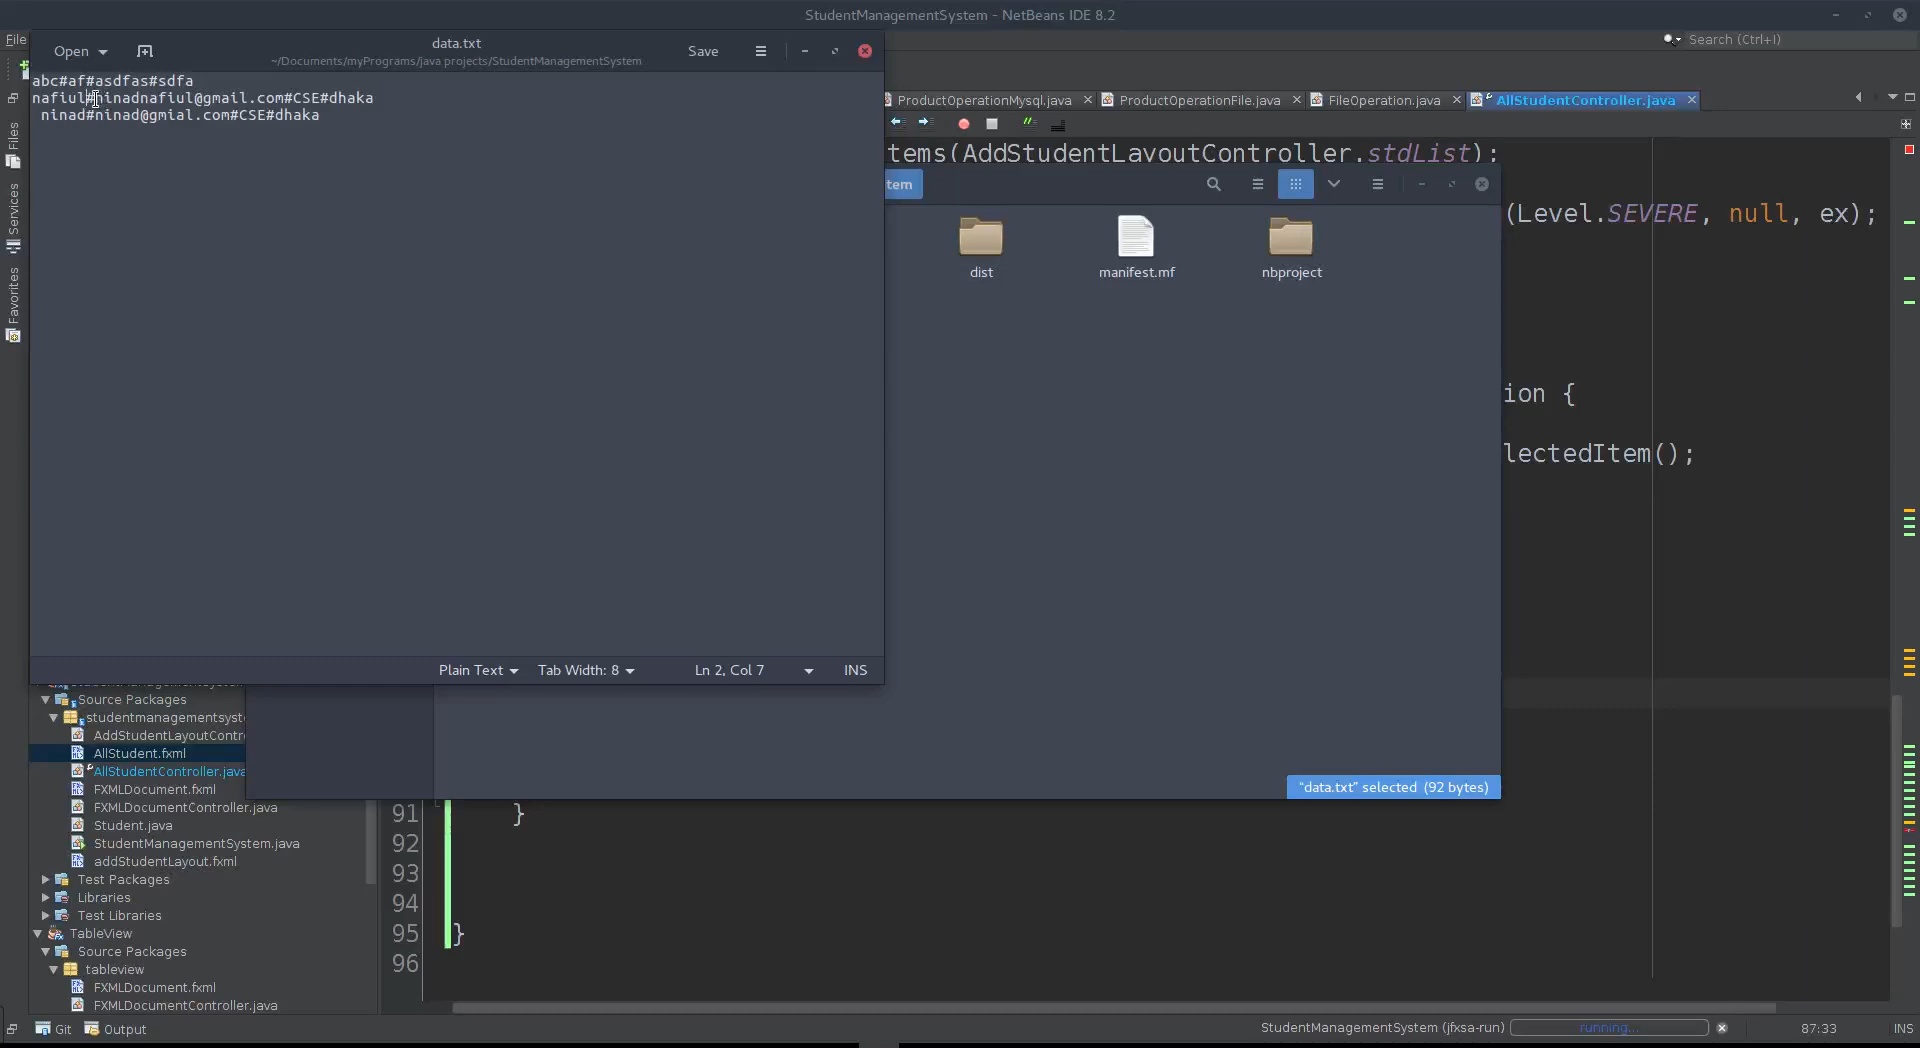 StudentManagementSystem - NetBeans IDE 8.2
File
Search (Ctrl+I)
Open
data.txt
~/Documents/myPrograms/java projects/StudentManagementSystem
Save
abc#af#asdfas#sdfa
nafiul#ninadnafiul@gmail.com#CSE#dhaka
ninad#ninad@gmial.com#CSE#dhaka
Plain Text
Tab Width: 8
Ln 2, Col 7
INS
ProductOperationMysql.java
ProductOperationFile.java
FileOperation.java
AllStudentController.java
tems(AddStudentLayoutController.stdList);
(Level.SEVERE, null, ex);
ion {
lectedItem();
tem
dist
manifest.mf
nbproject
"data.txt" selected (92 bytes)
Files
Services
Favorites
Source Packages
studentmanagementsyst
AddStudentLayoutContr
AllStudent.fxml
AllStudentController.java
FXMLDocument.fxml
FXMLDocumentController.java
Student.java
StudentManagementSystem.java
addStudentLayout.fxml
Test Packages
Libraries
Test Libraries
TableView
Source Packages
tableview
FXMLDocument.fxml
FXMLDocumentController.java
91 }
92
93
94
95 }
96
Git
Output
StudentManagementSystem (jfxsa-run)
running...
87:33
INS